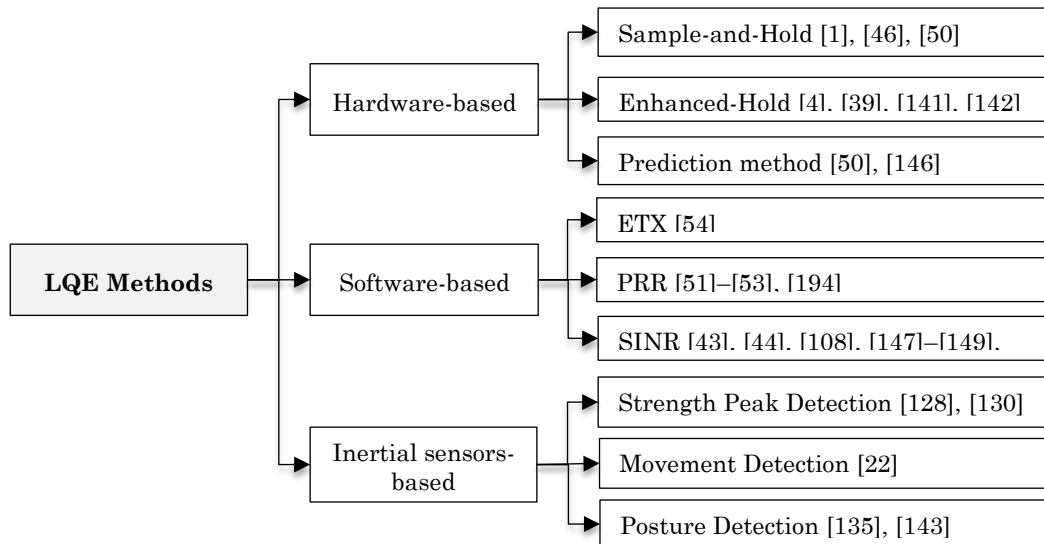 Sample-and-Hold [1], [46], [50]
Hardware-based
Enhanced-Hold [4], [39], [141], [142]
Prediction method [50], [146]
ETX [54]
LQE Methods
Software-based
PRR [51]–[53], [194]
SINR [43], [44], [108], [147]–[149],
Strength Peak Detection [128], [130]
Inertial sensors-
based
Movement Detection [22]
Posture Detection [135], [143]